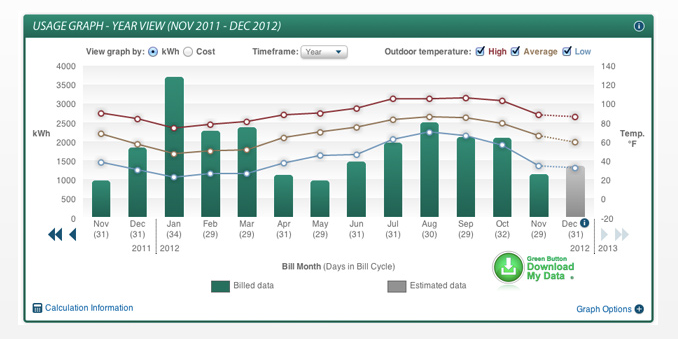 USAGE GRAPH - YEAR VIEW (NOV 2011 - DEC 2012) i
View graph by: kWh Cost Timeframe: Year Outdoor temperature: High Average Low
4000 140
3500 120
3000 100
kWh 2500 80 Temp. °F
2000 60
1500 40
1000 20
500 0
0 -20
Nov Dec Jan Feb Mar Apr May Jun Jul Aug Sep Oct Nov Dec i
(31) (31) (34) (29) (29) (31) (29) (31) (31) (30) (29) (32) (29) (31)
2011 2012 2012 2013
Bill Month (Days in Bill Cycle)
Billed data Estimated data
Green Button
Download
My Data
Calculation Information Graph Options +